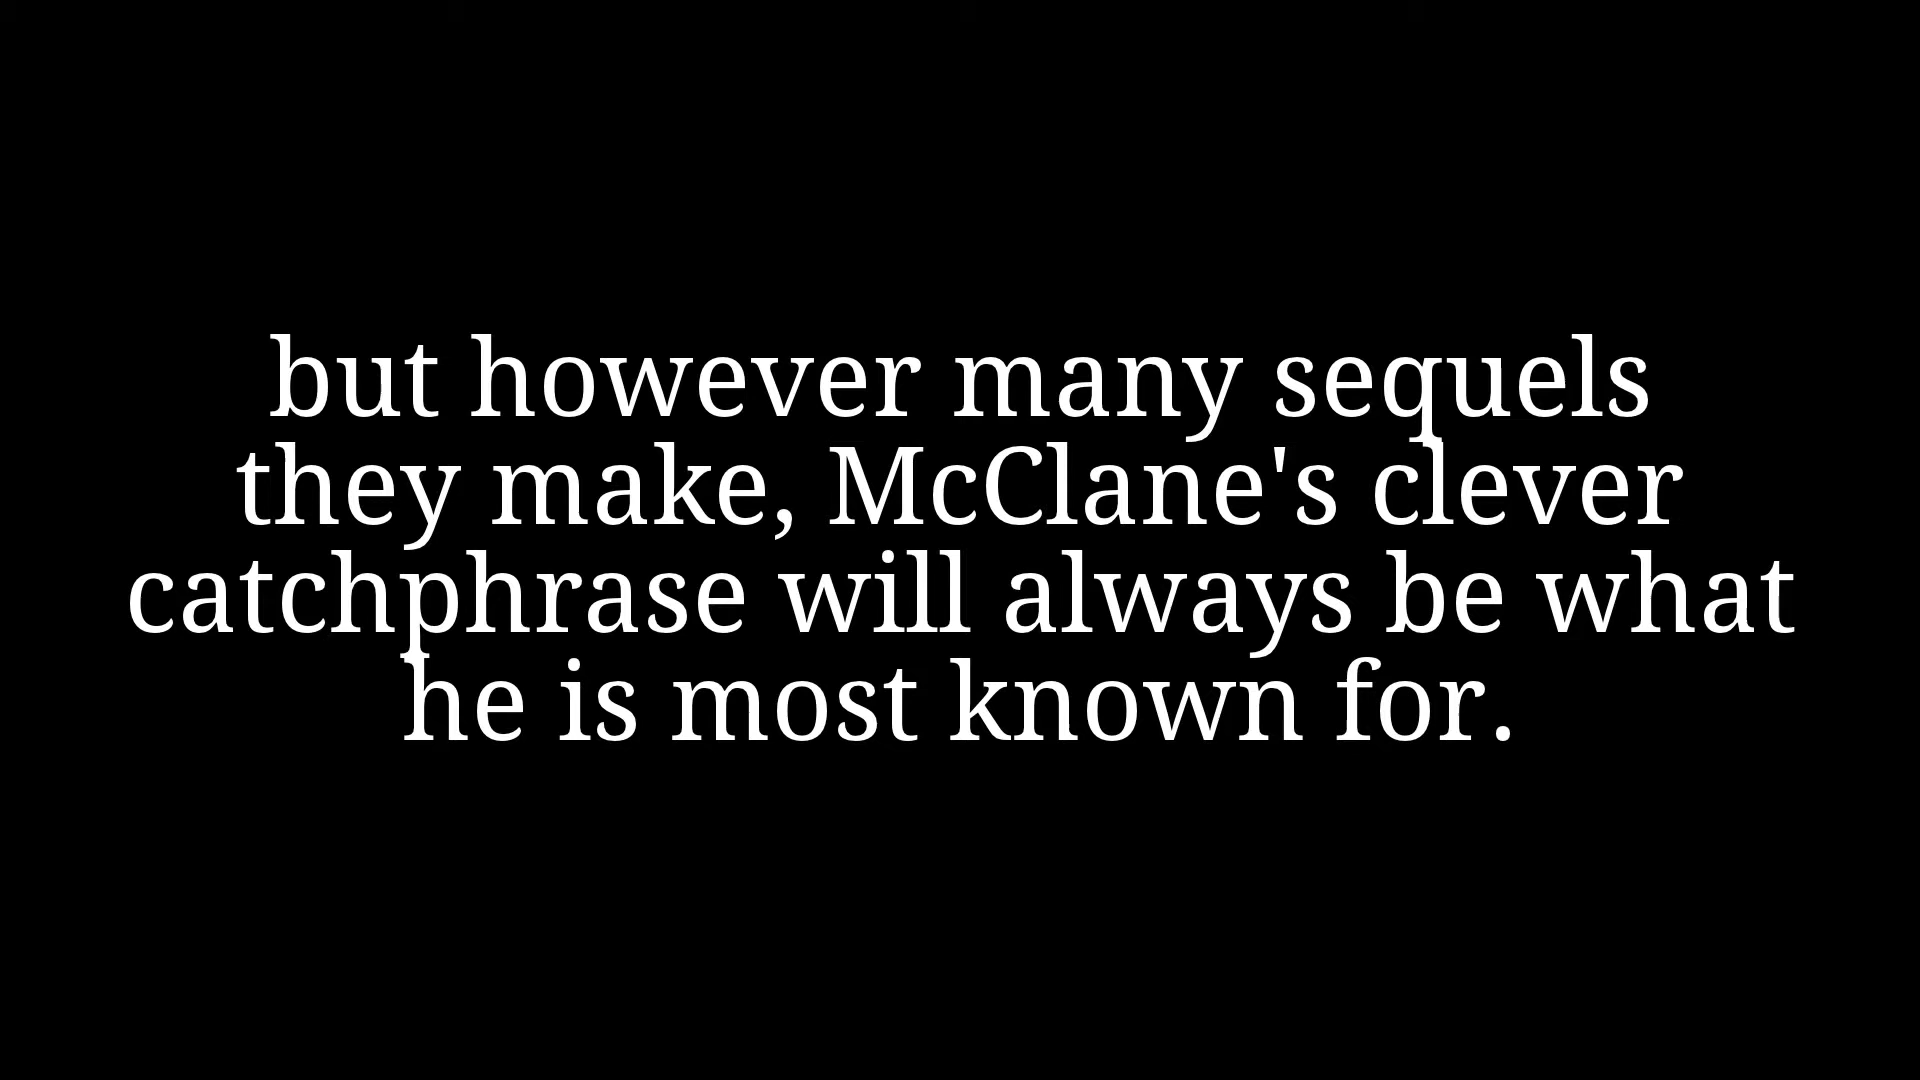 but however many sequels
they make, McClane's clever
catchphrase will always be what
he is most known for.